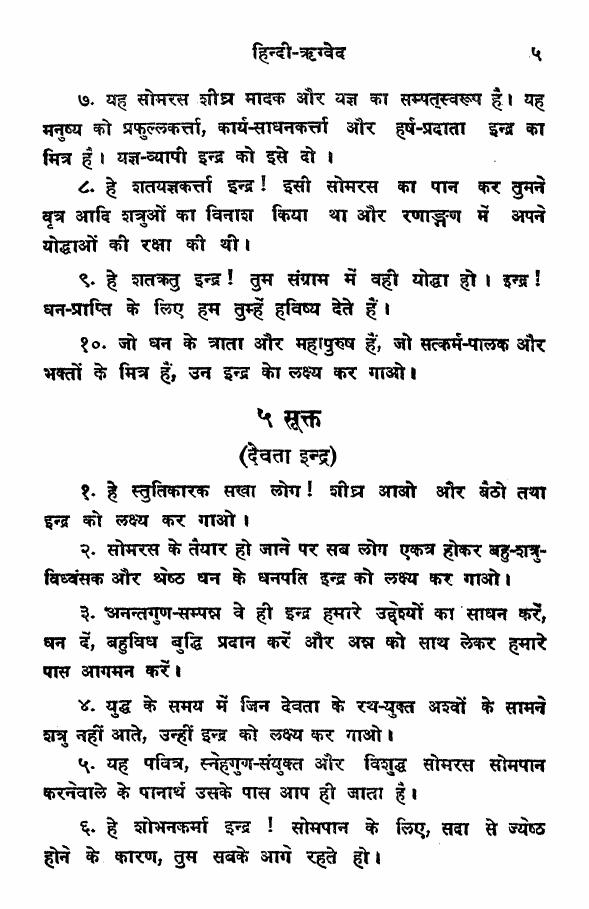 हिन्दी-ऋग्वेद ५
७. यह सोमरस शीघ्र मादक और यज्ञ का सम्पत्स्वरूप है। यह
मनुष्य को प्रफुल्लकर्त्ता, कार्य-साधनकर्त्ता और हर्ष-प्रदाता इन्द्र का
मित्र है। यज्ञ-व्यापी इन्द्र को इसे दो ।
८. हे शतयज्ञकर्त्ता इन्द्र ! इसी सोमरस का पान कर तुमने
वृत्र आदि शत्रुओं का विनाश किया था और रणाङ्गण में अपने
योद्धाओं की रक्षा की थी।
९. हे शतक्रतु इन्द्र ! तुम संग्राम में वही योद्धा हो । इन्द्र !
धन-प्राप्ति के लिए हम तुम्हें हविष्य देते हैं।
१०. जो धन के त्राता और महापुरुष हैं, जो सत्कर्म-पालक और
भक्तों के मित्र हैं, उन इन्द्र को लक्ष्य कर गाओ।
५ सूक्त
(देवता इन्द्र)
१. हे स्तुतिकारक सखा लोग ! शीघ्र आओ और बैठो तथा
इन्द्र को लक्ष्य कर गाओ ।
२. सोमरस के तैयार हो जाने पर सब लोग एकत्र होकर बहु-शत्रु-
विध्वंसक और श्रेष्ठ धन के धनपति इन्द्र को लक्ष्य कर गाओ।
३. अनन्तगुण-सम्पन्न वे ही इन्द्र हमारे उद्देश्यों का साधन करें,
धन दें, बहुविध बुद्धि प्रदान करें और अन्न को साथ लेकर हमारे
पास आगमन करें।
४. युद्ध के समय में जिन देवता के रथ-युक्त अश्वों के सामने
शत्रु नहीं आते, उन्हीं इन्द्र को लक्ष्य कर गाओ।
५. यह पवित्र, स्नेहगुण-संयुक्त और विशुद्ध सोमरस सोमपान
करनेवाले के पानार्थ उसके पास आप ही जाता है।
६. हे शोभनकर्मा इन्द्र ! सोमपान के लिए, सदा से ज्येष्ठ
होने के कारण, तुम सबके आगे रहते हो।